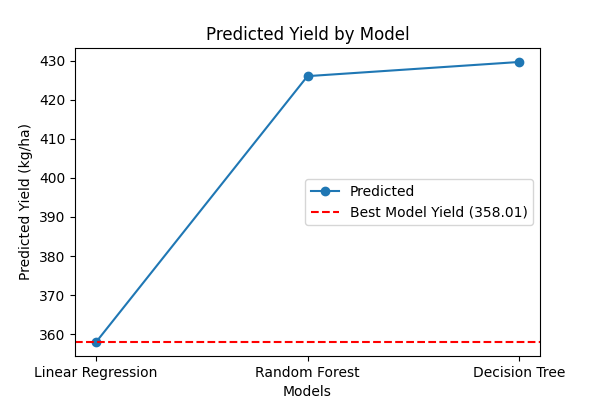 Predicted Yield by Model
Predicted Yield (kg/ha)
430
420
410
400
390
380
370
360
Predicted
Best Model Yield (358.01)
Linear Regression
Random Forest
Decision Tree
Models